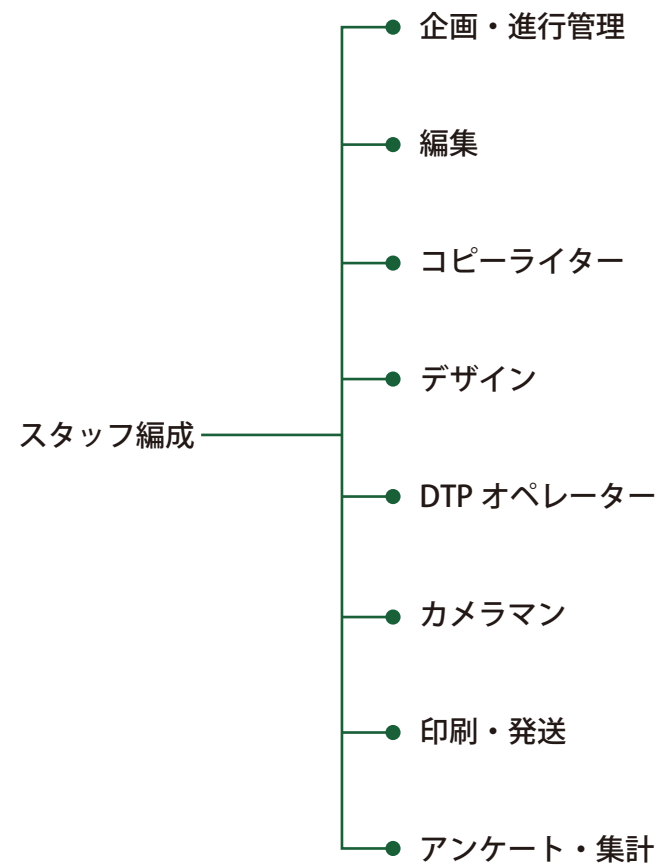 企画・進行管理
編集
コピーライター
デザイン
スタッフ編成
DTP オペレーター
カメラマン
印刷・発送
アンケート・集計